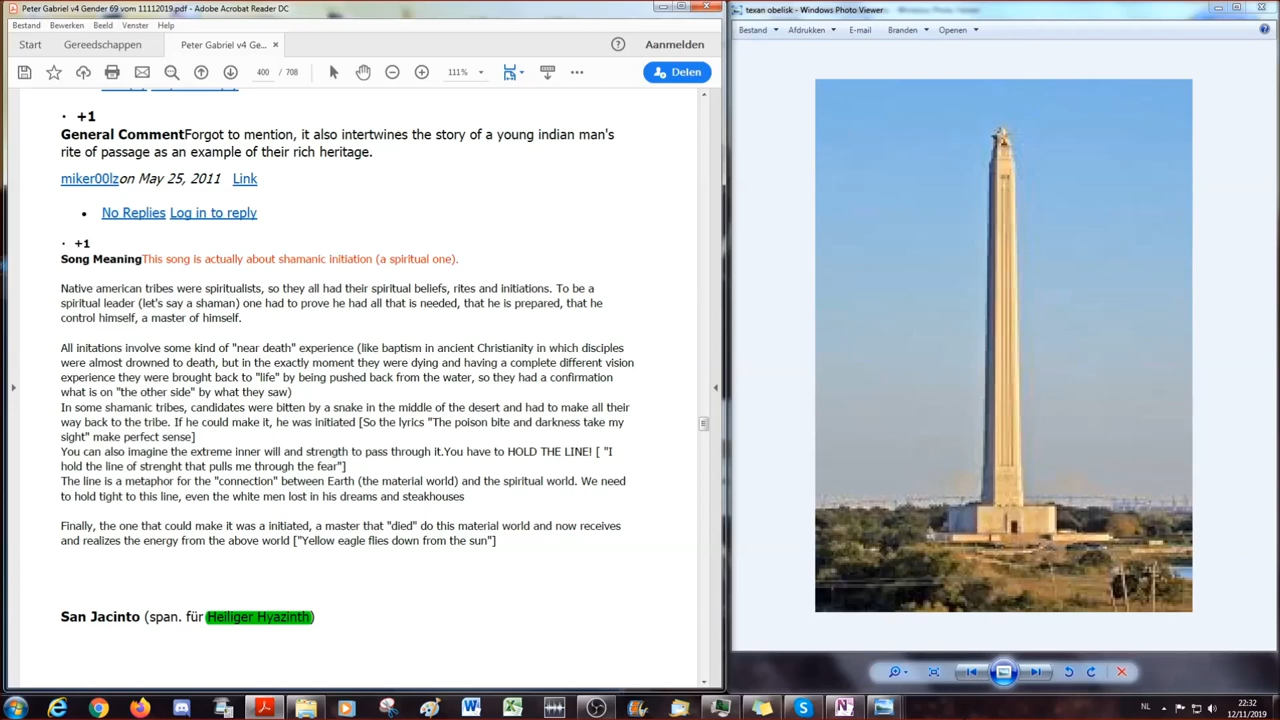 Peter Gabriel v4 Gender 69 vom 11112019.pdf - Adobe Acrobat Reader DC
Bestand Bewerken Beeld Venster Help
Start Gereedschappen Peter Gabriel v4 Ge... × Aanmelden
400 / 708 111% Delen
· +1
General CommentForgot to mention, it also intertwines the story of a young indian man's
rite of passage as an example of their rich heritage.
miker00lzon May 25, 2011 Link
• No Replies Log in to reply
· +1
Song MeaningThis song is actually about shamanic initiation (a spiritual one).
Native american tribes were spiritualists, so they all had their spiritual beliefs, rites and initiations. To be a
spiritual leader (let's say a shaman) one had to prove he had all that is needed, that he is prepared, that he
control himself, a master of himself.
All initations involve some kind of "near death" experience (like baptism in ancient Christianity in which disciples
were almost drowned to death, but in the exactly moment they were dying and having a complete different vision
experience they were brought back to "life" by being pushed back from the water, so they had a confirmation
what is on "the other side" by what they saw)
In some shamanic tribes, candidates were bitten by a snake in the middle of the desert and had to make all their
way back to the tribe. If he could make it, he was initiated [So the lyrics "The poison bite and darkness take my
sight" make perfect sense]
You can also imagine the extreme inner will and strength to pass through it.You have to HOLD THE LINE! [ "I
hold the line of strenght that pulls me through the fear"]
The line is a metaphor for the "connection" between Earth (the material world) and the spiritual world. We need
to hold tight to this line, even the white men lost in his dreams and steakhouses
Finally, the one that could make it was a initiated, a master that "died" do this material world and now receives
and realizes the energy from the above world ["Yellow eagle flies down from the sun"]
San Jacinto (span. für Heiliger Hyazinth)
texan obelisk - Windows Photo Viewer
Bestand Afdrukken E-mail Branden Openen
NL 22:32
12/11/2019